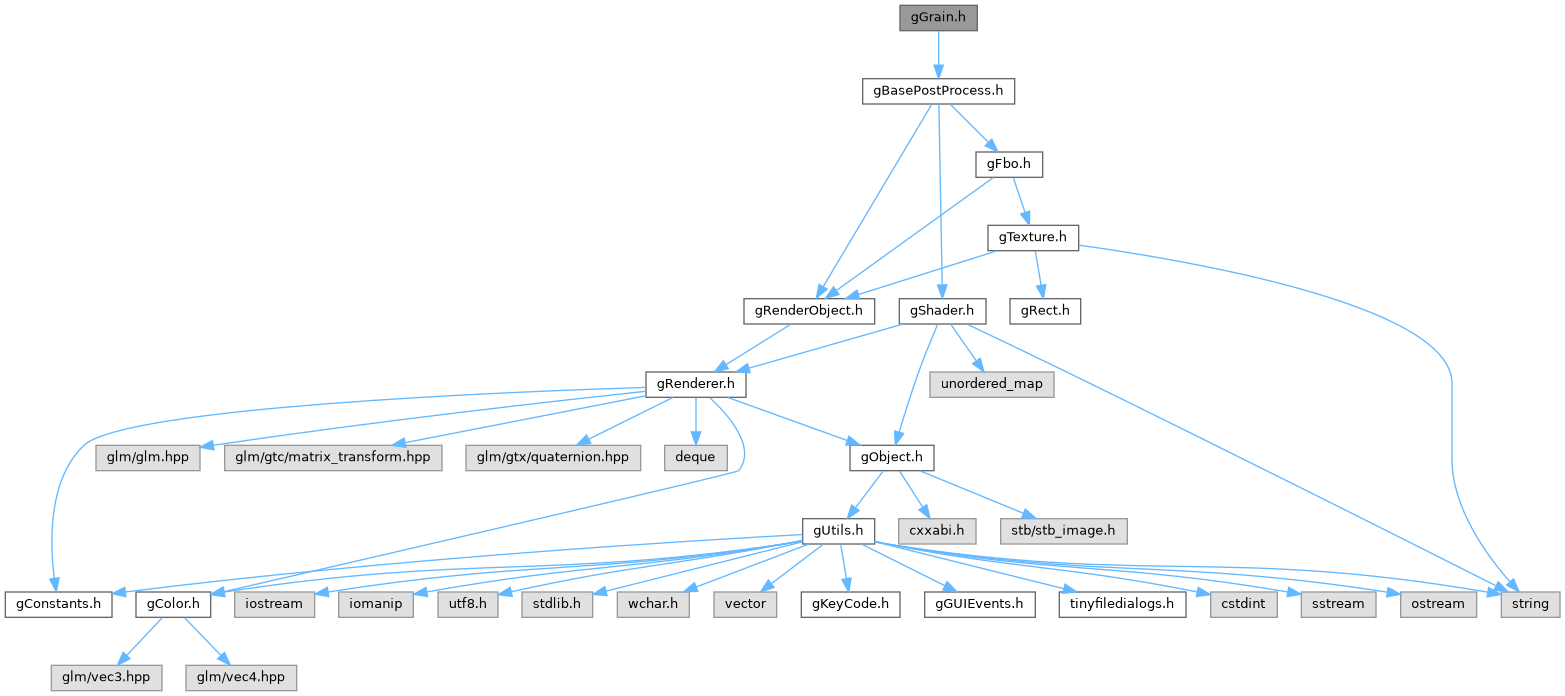 gGrain.h
gBasePostProcess.h
gFbo.h
gTexture.h
gRenderObject.h
gShader.h
gRect.h
gRenderer.h
unordered_map
glm/glm.hpp
glm/gtc/matrix_transform.hpp
glm/gtx/quaternion.hpp
deque
gObject.h
gUtils.h
cxxabi.h
stb/stb_image.h
gConstants.h
gColor.h
iostream
iomanip
utf8.h
stdlib.h
wchar.h
vector
gKeyCode.h
gGUIEvents.h
tinyfiledialogs.h
cstdint
sstream
ostream
string
glm/vec3.hpp
glm/vec4.hpp